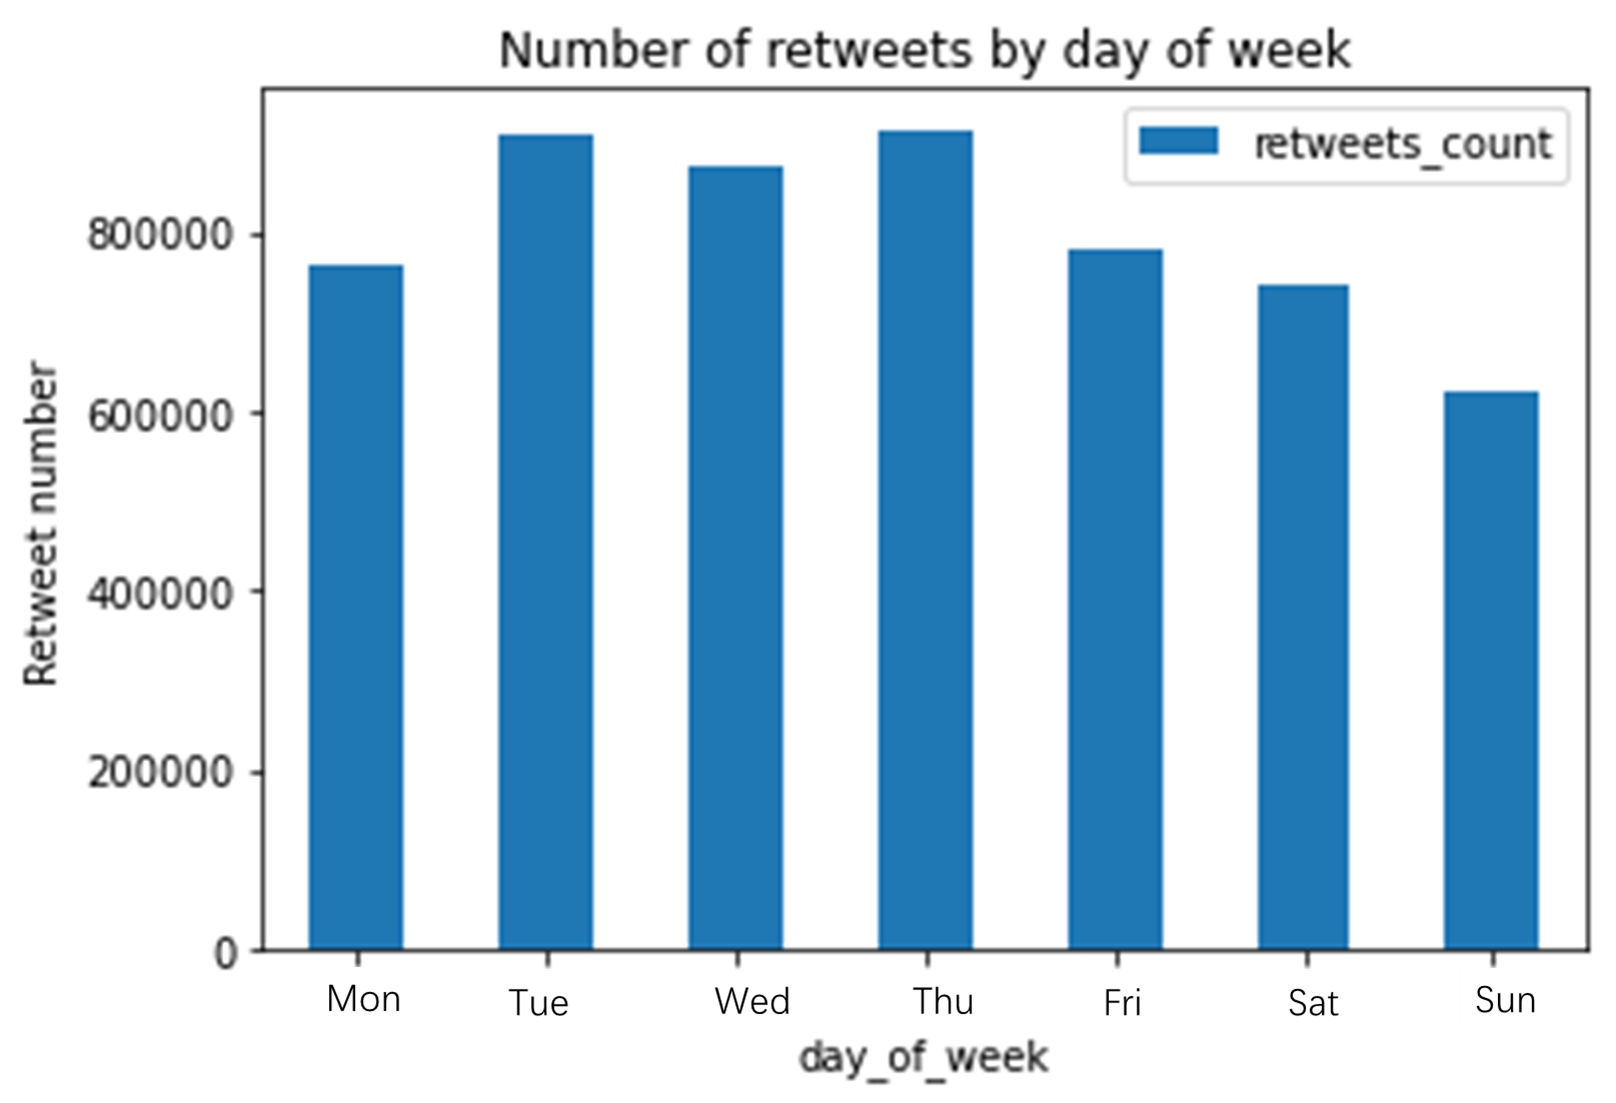 Number of retweets by day of week
retweets_count
Retweet number
800000
600000
400000
200000
0
Mon Tue Wed Thu Fri Sat Sun
day_of_week